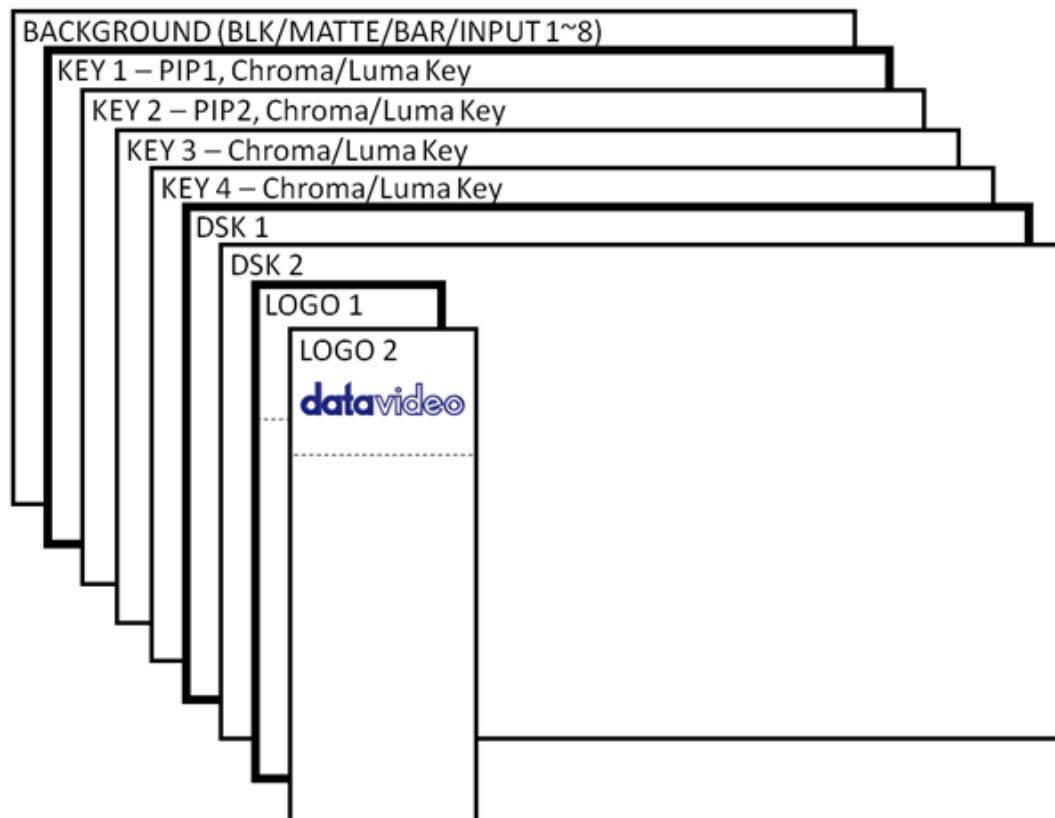 BACKGROUND (BLK/MATTE/BAR/INPUT 1~8)
KEY 1 – PIP1, Chroma/Luma Key
KEY 2 – PIP2, Chroma/Luma Key
KEY 3 – Chroma/Luma Key
KEY 4 – Chroma/Luma Key
DSK 1
DSK 2
LOGO 1
LOGO 2
datavideo